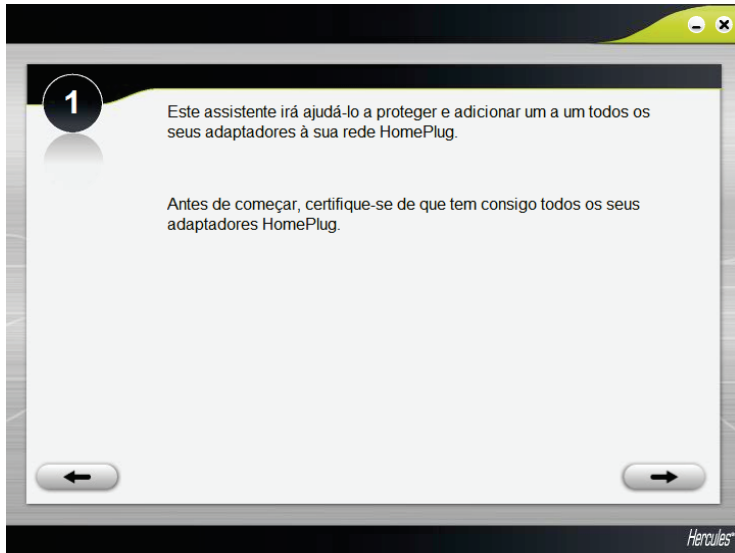 1
Este assistente irá ajudá-lo a proteger e adicionar um a um todos os
seus adaptadores à sua rede HomePlug.
Antes de começar, certifique-se de que tem consigo todos os seus
adaptadores HomePlug.
Hercules